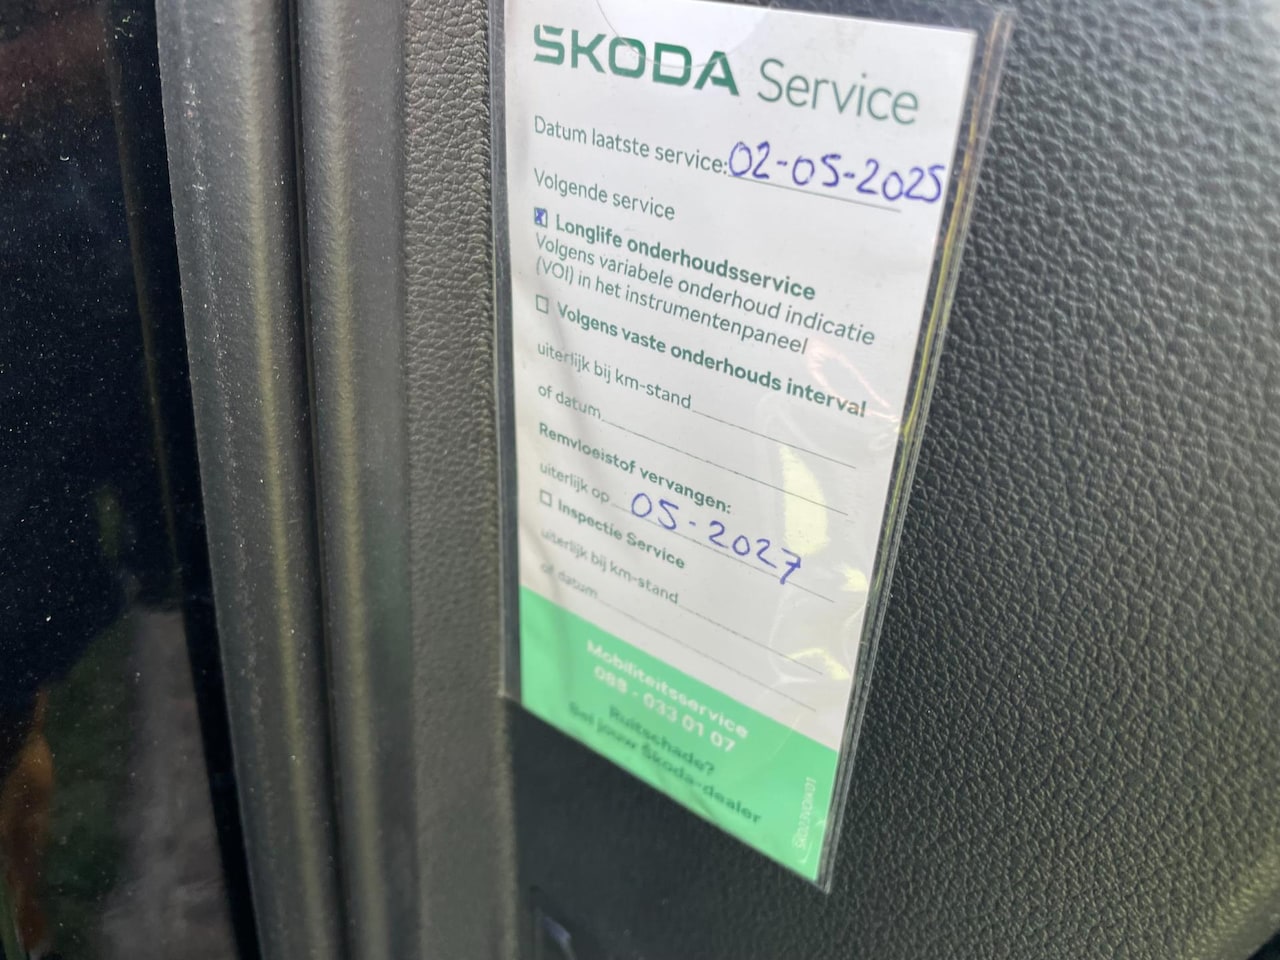 ŠKODA Service
Datum laatste service: 02-05-2025
Volgende service
☒ Longlife onderhoudsservice
Volgens variabele onderhoud indicatie
(VOI) in het instrumentenpaneel
☐ Volgens vaste onderhouds interval
uiterlijk bij km-stand
of datum
Remvloeistof vervangen:
uiterlijk op 05-2027
☐ Inspectie Service
uiterlijk bij km-stand
of datum
Mobiliteitsservice
088 - 033 01 07
Ruitschade?
Bel jouw Škoda-dealer